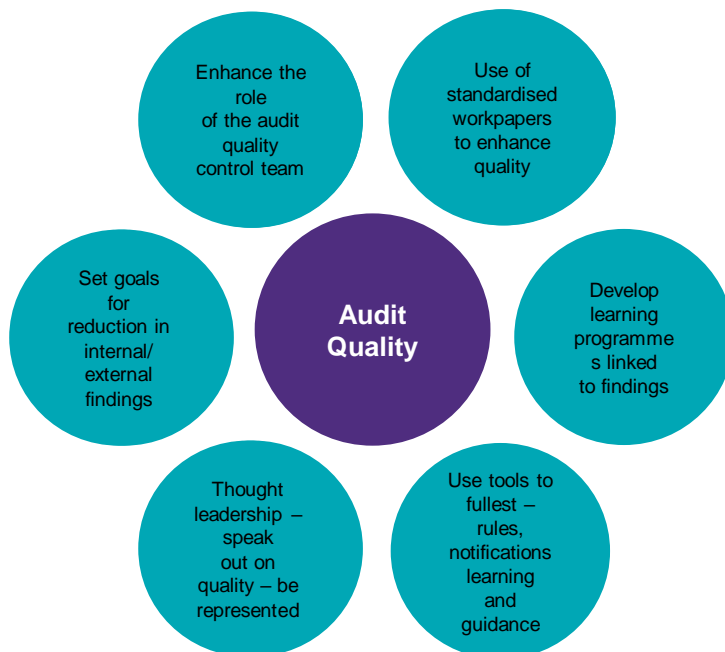 Enhance the
role
of the audit
quality
control team
Use of
standardised
workpapers
to enhance
quality
Set goals
for
reduction in
internal/
external
findings
Audit
Quality
Develop
learning
programme
s linked
to findings
Thought
leadership –
speak
out on
quality – be
represented
Use tools to
fullest –
rules,
notifications
learning
and
guidance